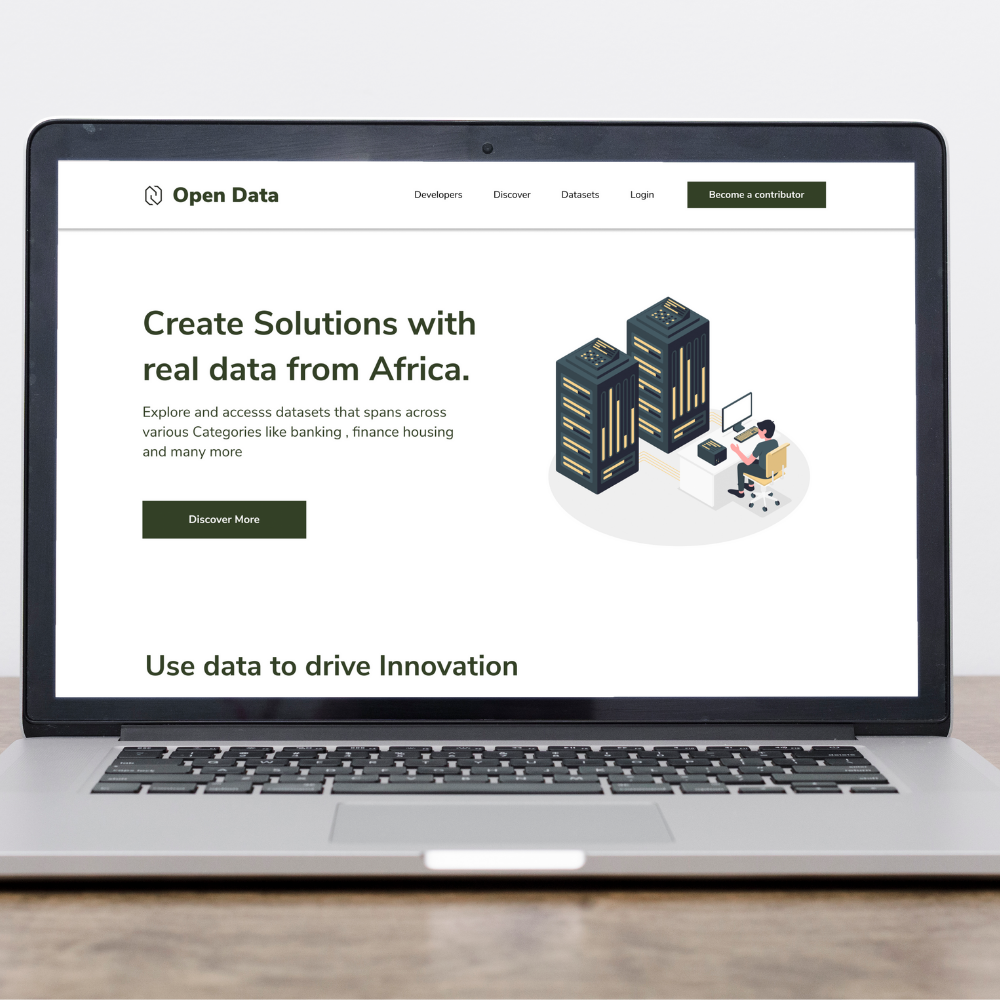 Open Data
Developers
Discover
Datasets
Login
Become a contributor
Create Solutions with
real data from Africa.
Explore and accesss datasets that spans across
various Categories like banking , finance housing
and many more
Discover More
Use data to drive Innovation